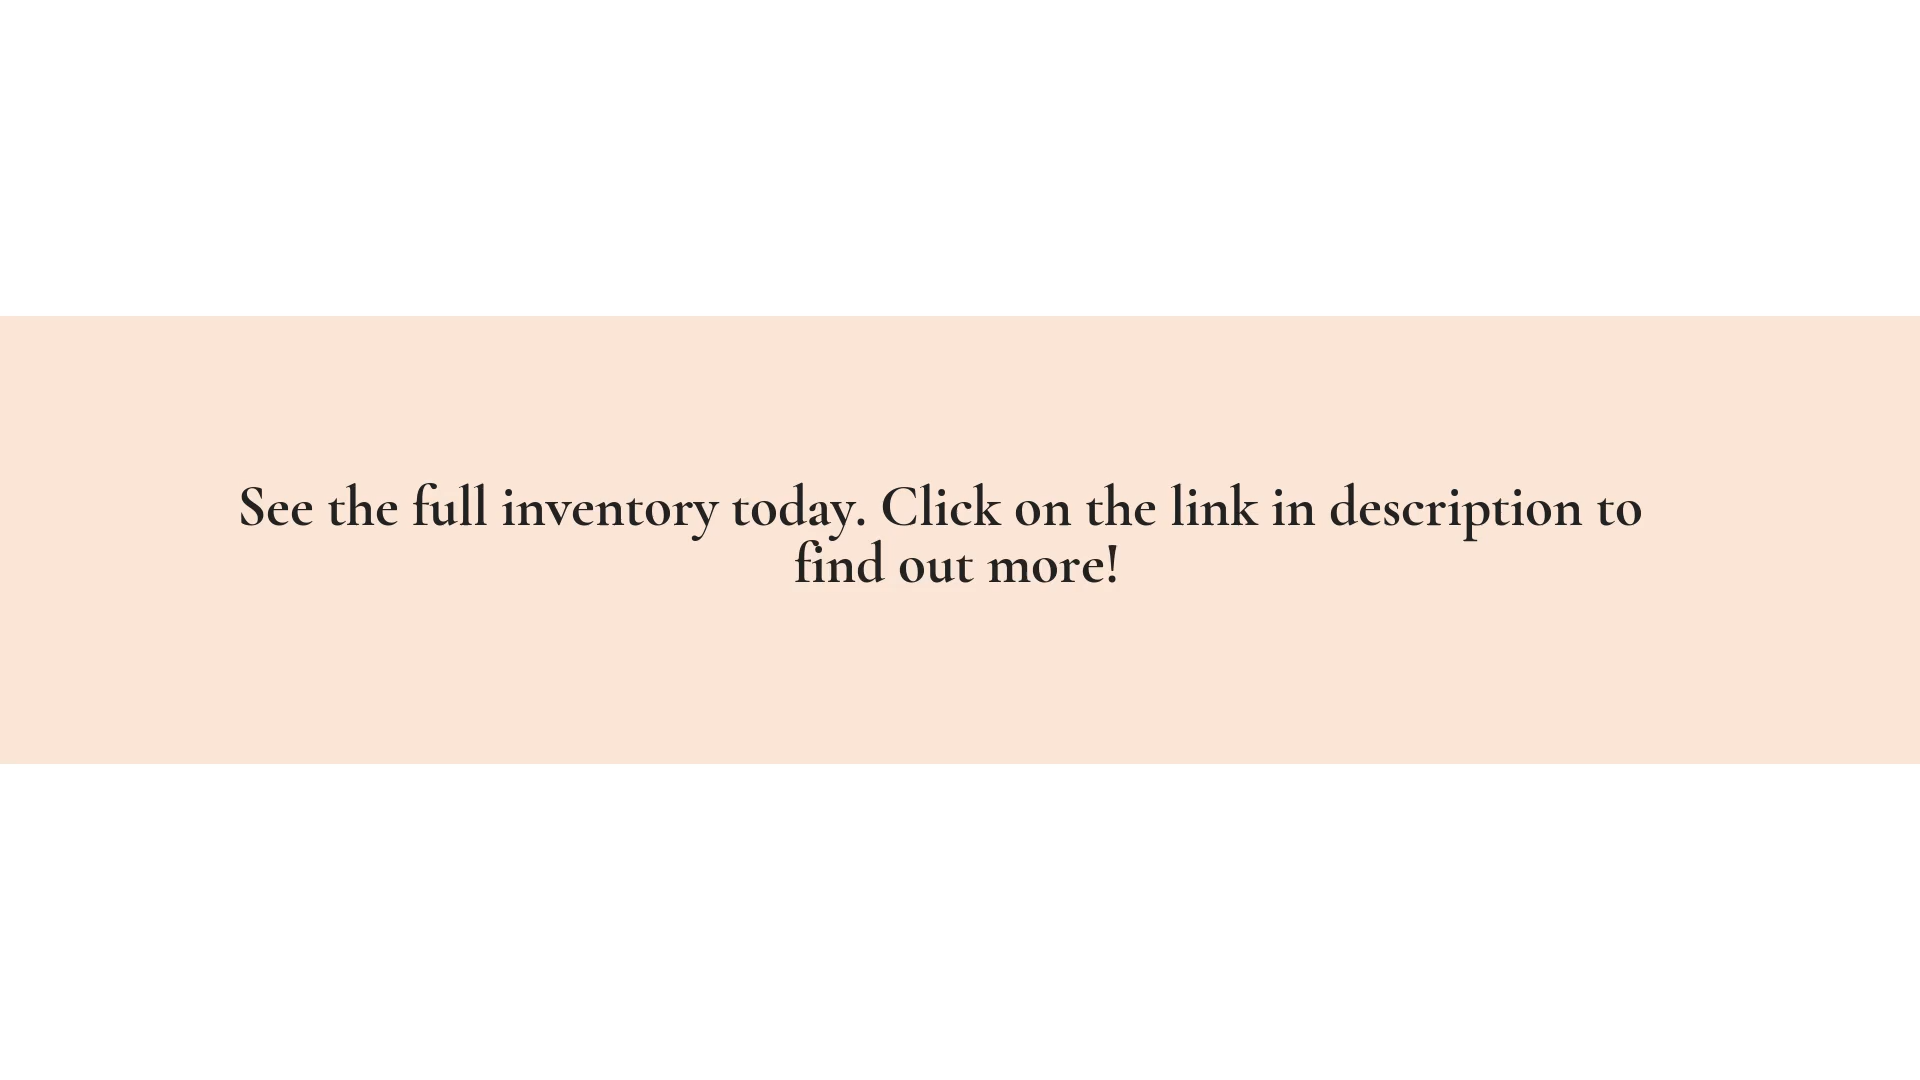 See the full inventory today. Click on the link in description to
find out more!